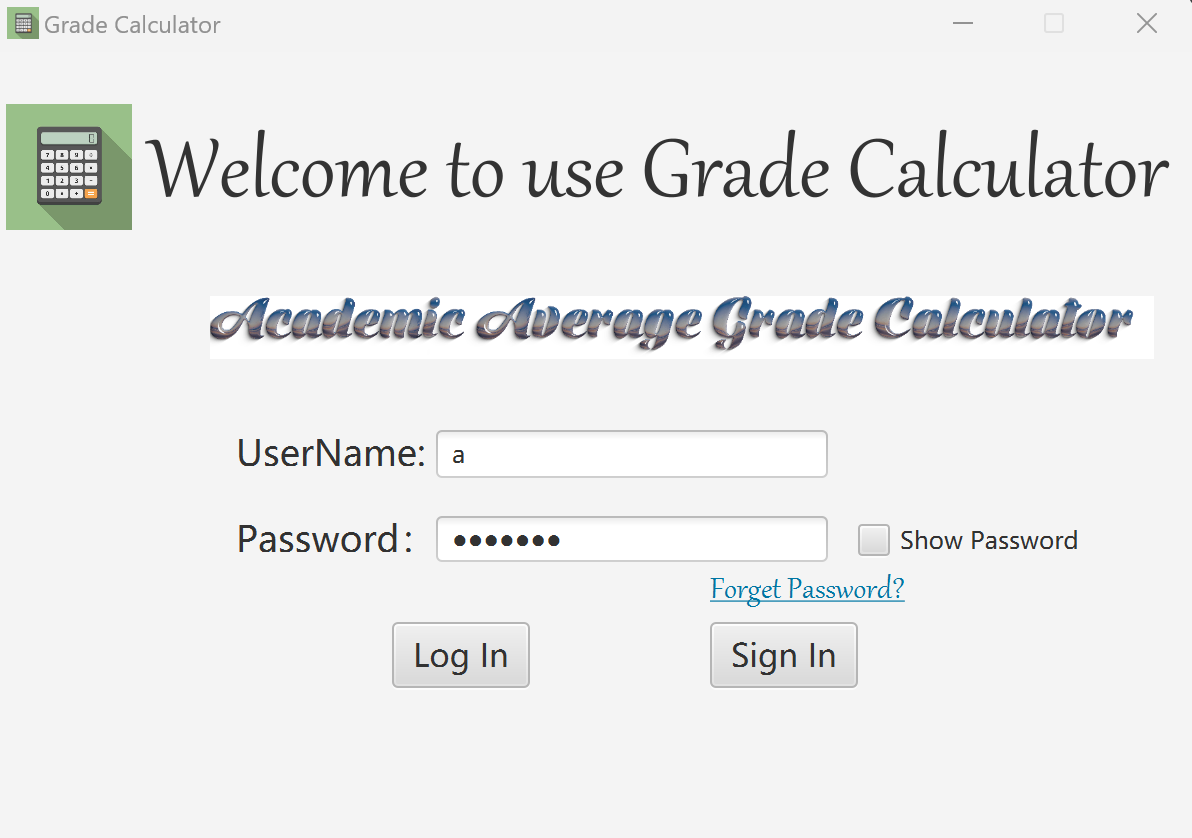 Grade Calculator
Welcome to use Grade Calculator
Academic Average Grade Calculator
UserName: a
Password: ●●●●●●● Show Password
Forget Password?
Log In Sign In